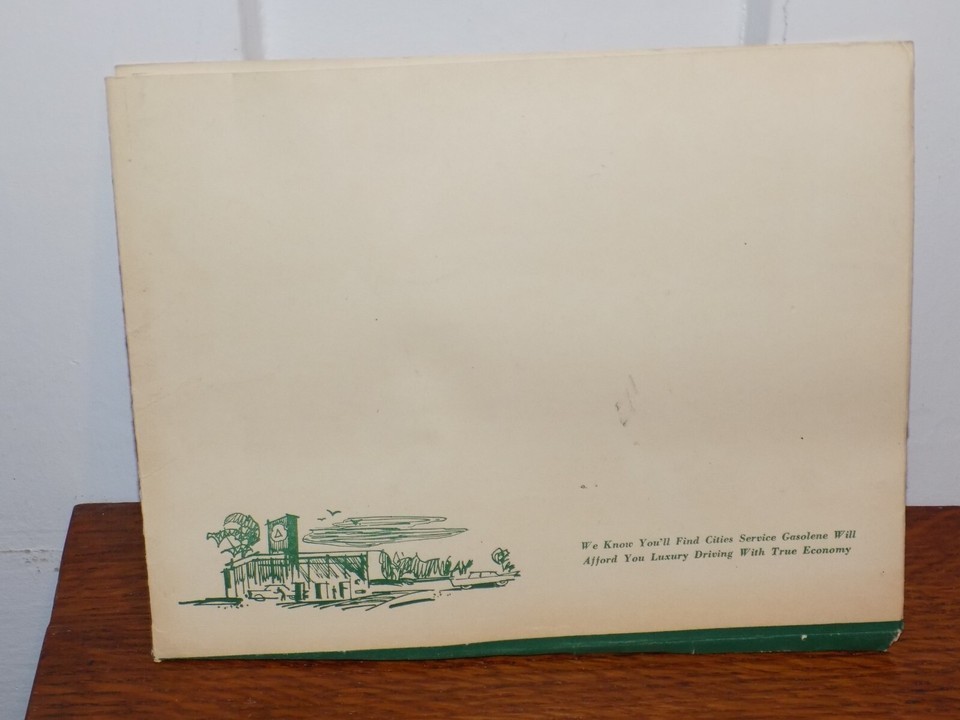 We Know You'll Find Cities Service Gasolene Will
Afford You Luxury Driving With True Economy